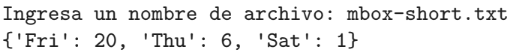 Ingresa un nombre de archivo: mbox-short.txt
{'Fri': 20, 'Thu': 6, 'Sat': 1}